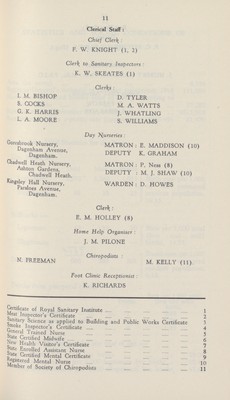 11
Clerical Staff :
Chief Clerk :
F. W. KNIGHT (1, 2)
Clerk to Sanitary Inspectors :
K. W. SKEATES (1)
Clerks
J. M. BISHOP D. TYLER
B. COCKS M. A. WATTS
G. K. HARRIS J. WHATLING
L. A. MOORE S. WILLIAMS
Day Nurseries :
Gorsebrook Nursery, MATRON : E. MADDISON (10)
Dagenham Avenue, DEPUTY K. GRAHAM
Dagenham.
Chadwell Heath Nursery, MATRON : P. Ness (8)
Ashton Gardens, DEPUTY : M. J. SHAW (10)
Chadwell Heath.
Kingsley Hall Nursery, WARDEN : D. HOWES
Parsloes Avenue,
Dagenham.
Clerk :
E. M. HOLLEY (8)
Home Help Organiser :
J. M. PILONE
Chiropodists :
M. FREEMAN M. KELLY (11)
Foot Clinic Receptionist :
K. RICHARDS
Certificate of Royal Sanitary Institute 1
Meat Inspector's Certificate 2
Sanitary Science as applied to Building and Public Works Certificate 3
Smoke Inspector's Certificate 4
General Trained Nurse 5
State Certified Midwife 6
New Health Visitor's Certificate 7
State Enrolled Assistant Nurse 8
State Certified Mental Certificate 9
Registered Mental Nurse 10
Member of Society of Chiropodists 11